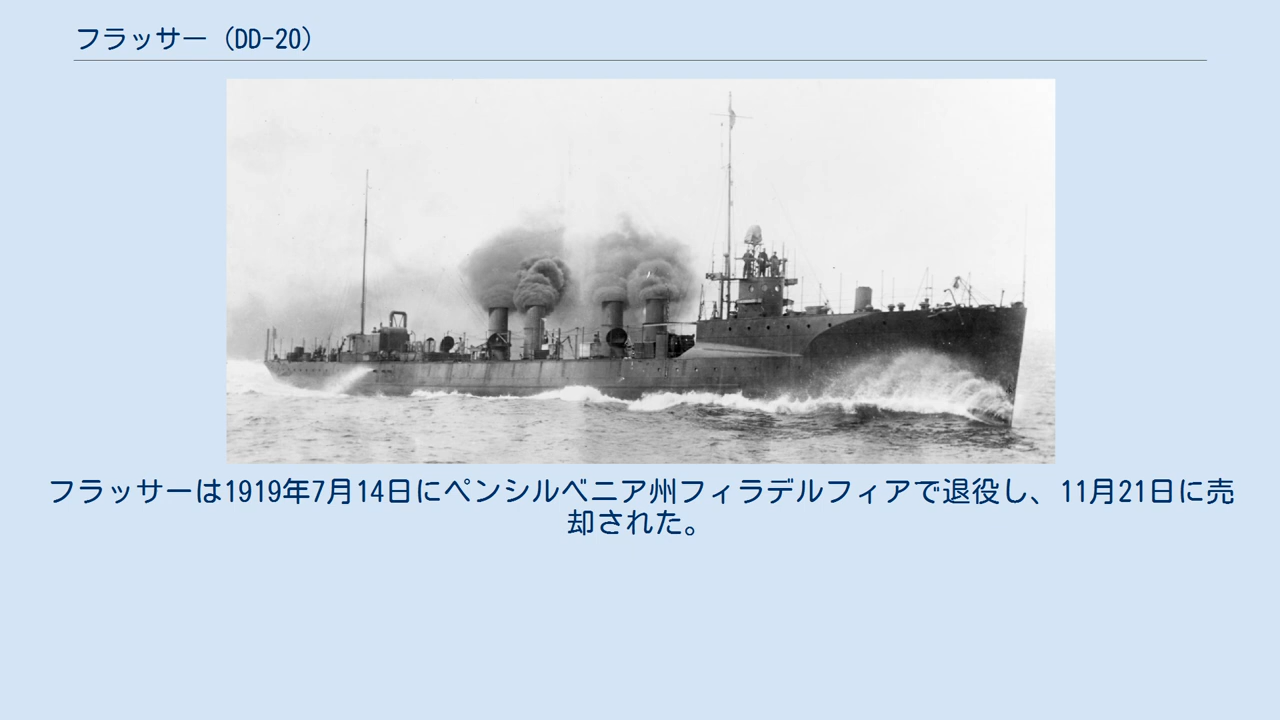 フラッサー（DD-20）
フラッサーは1919年7月14日にペンシルベニア州フィラデルフィアで退役し、11月21日に売
却された。